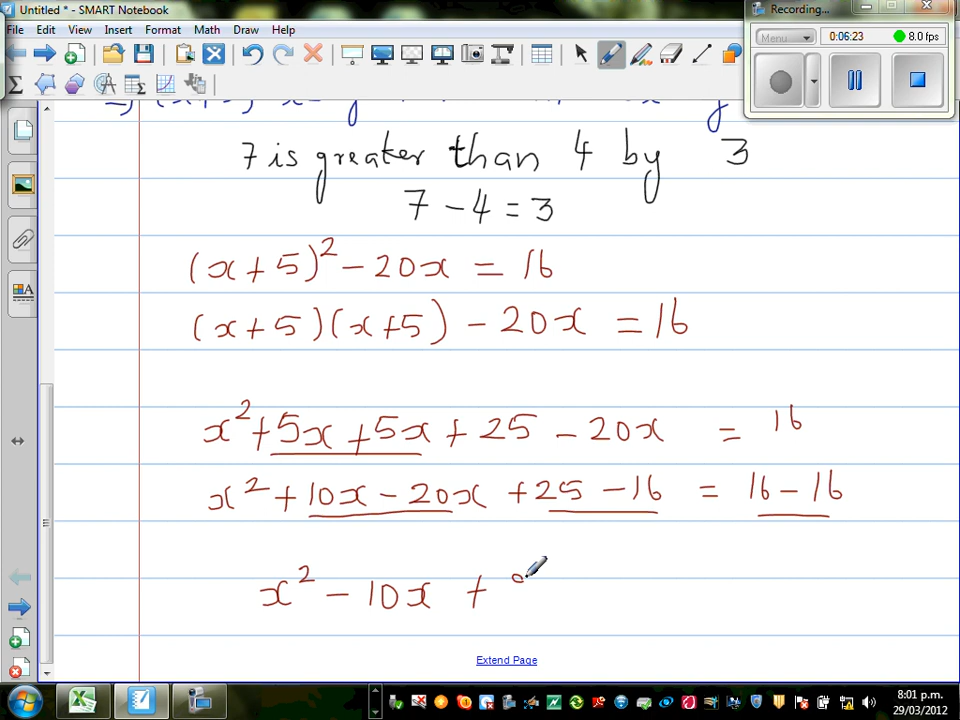 Untitled * - SMART Notebook
Recording...
File Edit View Insert Format Math Draw Help
Menu 0:06:23 8.0 fps
7 is greater than 4 by 3
7 - 4 = 3
(x+5)² - 20x = 16
(x+5)(x+5) - 20x = 16
x² + 5x + 5x + 25 - 20x = 16
x² + 10x - 20x + 25 - 16 = 16 - 16
x² - 10x +
Extend Page
8:01 p.m.
29/03/2012